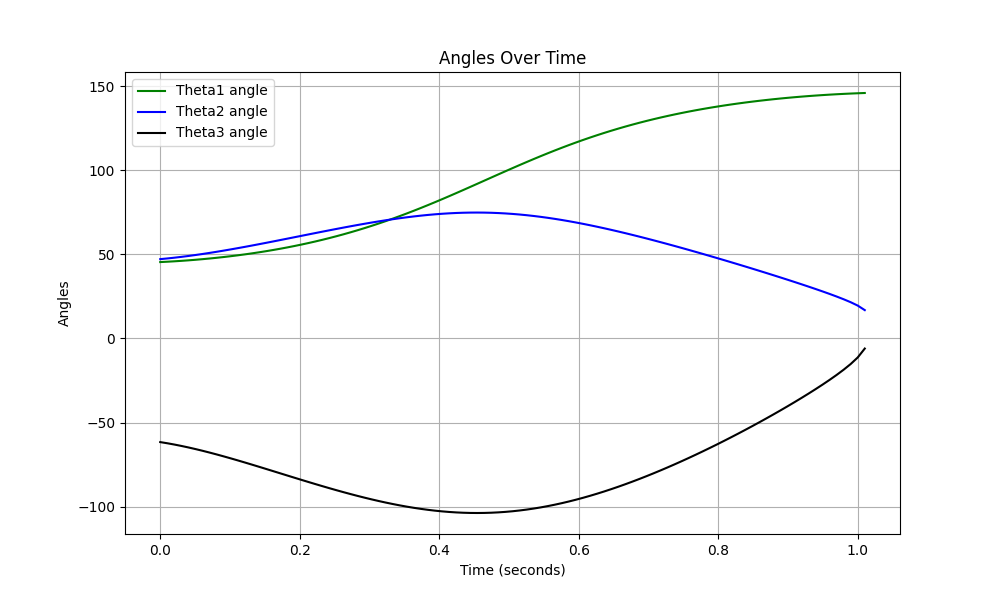 Angles Over Time
Theta1 angle
Theta2 angle
Theta3 angle
150
100
50
0
−50
−100
Angles
0.0 0.2 0.4 0.6 0.8 1.0
Time (seconds)